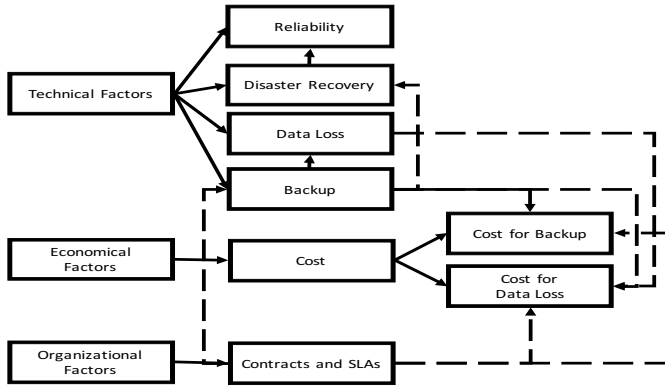 Reliability
Technical Factors
Disaster Recovery
Data Loss
Backup
Economical
Factors
Cost
Cost for Backup
Cost for
Data Loss
Organizational
Factors
Contracts and SLAs